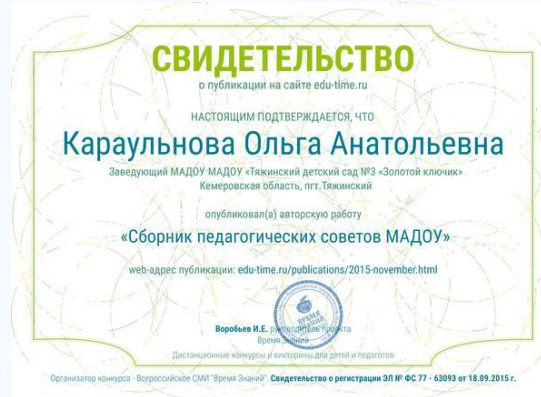 СВИДЕТЕЛЬСТВО
о публикации на сайте edu-time.ru
НАСТОЯЩИМ ПОДТВЕРЖДАЕТСЯ, ЧТО
Караульнова Ольга Анатольевна
Заведующий МАДОУ МАДОУ «Тяжинский детский сад №3 «Золотой ключик»
Кемеровская область, пгт.Тяжинский
опубликовал(а) авторскую работу
«Сборник педагогических советов МАДОУ»
web-адрес публикации: edu-time.ru/publications/2015-november.html
Воробьев И.Е. руководитель проекта
Время Знаний
ВРЕМЯ ЗНАНИЙ
Дистанционные конкурсы и викторины для детей и педагогов
Организатор конкурса - Всероссийское СМИ "Время Знаний". Свидетельство о регистрации ЭЛ № ФС 77 - 63093 от 18.09.2015 г.